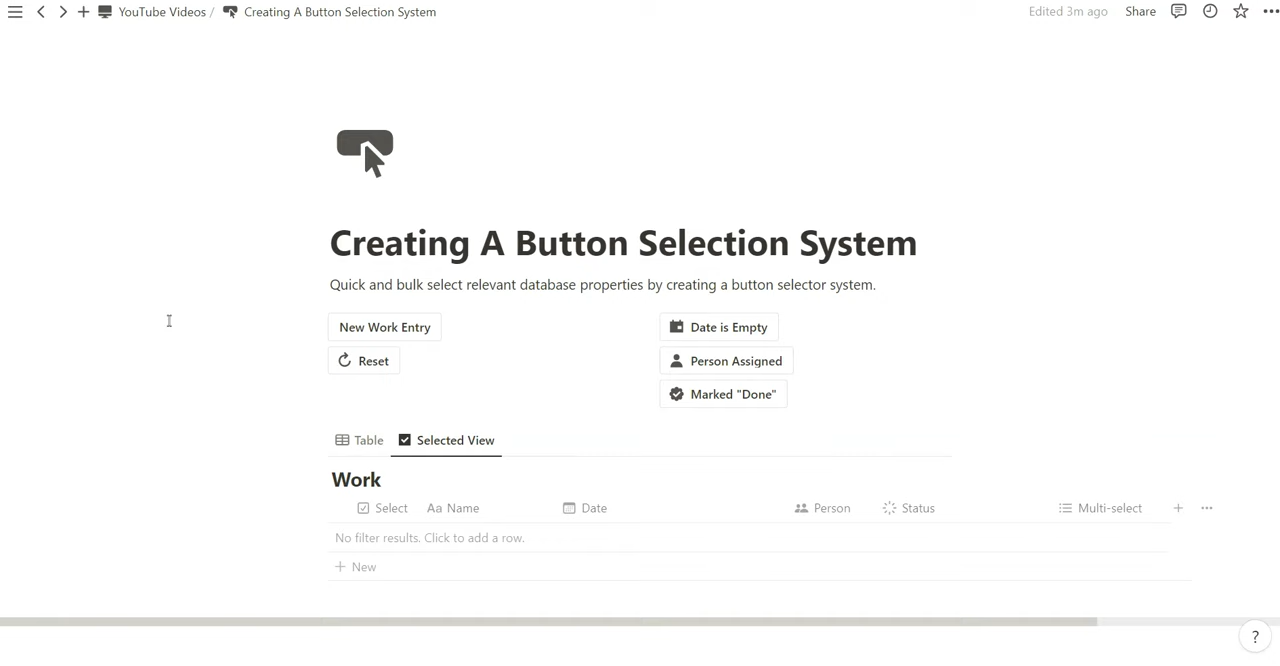 YouTube Videos / Creating A Button Selection System
Edited 3m ago Share
Creating A Button Selection System
Quick and bulk select relevant database properties by creating a button selector system.
New Work Entry
Reset
Date is Empty
Person Assigned
Marked "Done"
Table Selected View
Work
Select Aa Name Date Person Status Multi-select + ...
No filter results. Click to add a row.
+ New
?